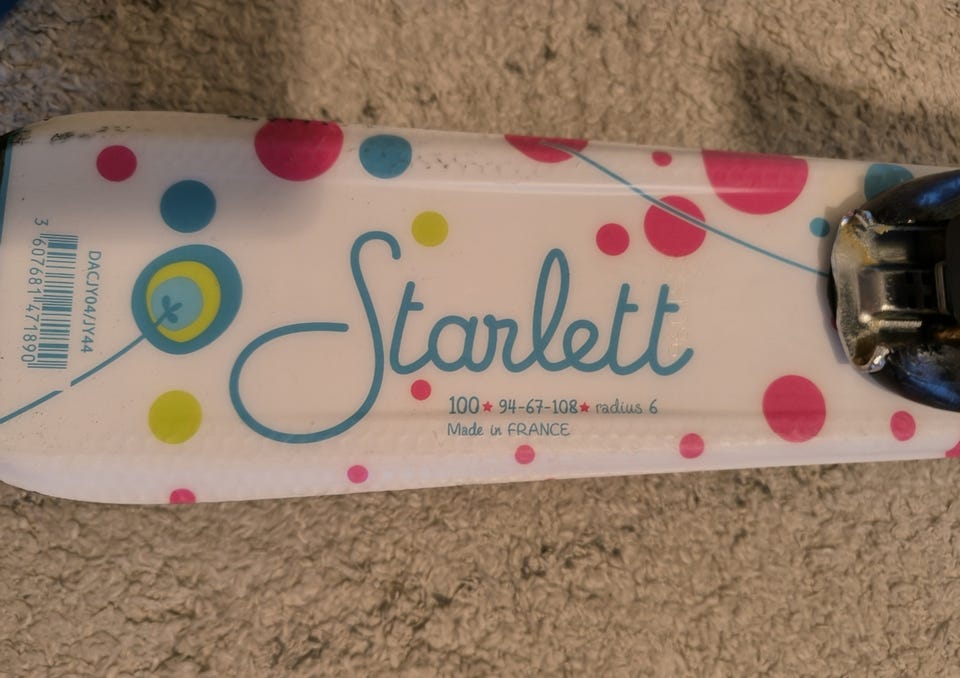 Starlett
100★94-67-108★radius 6
Made in FRANCE
DACJY04/JY44
3 607681 471890